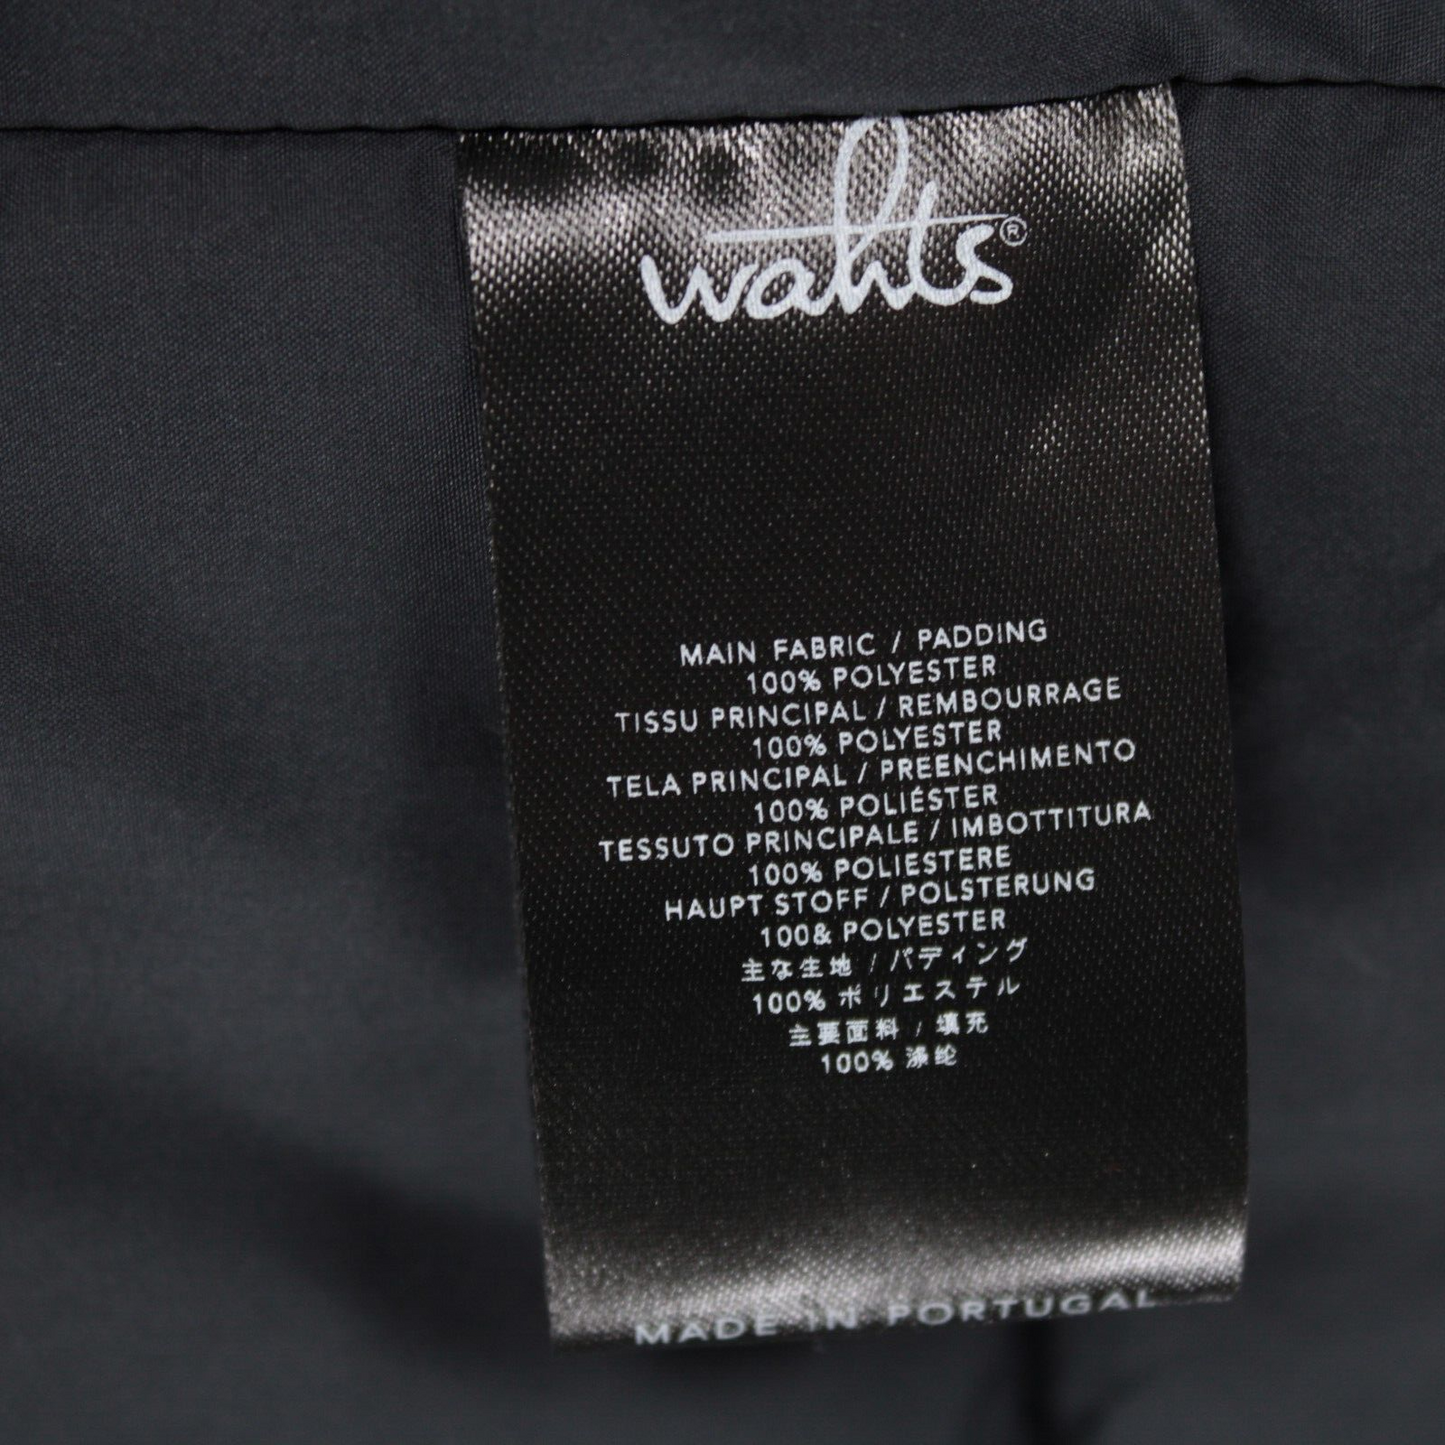 wahts®
MAIN FABRIC / PADDING
100% POLYESTER
TISSU PRINCIPAL / REMBOURRAGE
100% POLYESTER
TELA PRINCIPAL / PREENCHIMENTO
100% POLIÉSTER
TESSUTO PRINCIPALE / IMBOTTITURA
100% POLIESTERE
HAUPT STOFF / POLSTERUNG
100& POLYESTER
主な生地 / パディング
100% ポリエステル
主要面料 / 填充
100% 涤纶
MADE IN PORTUGAL